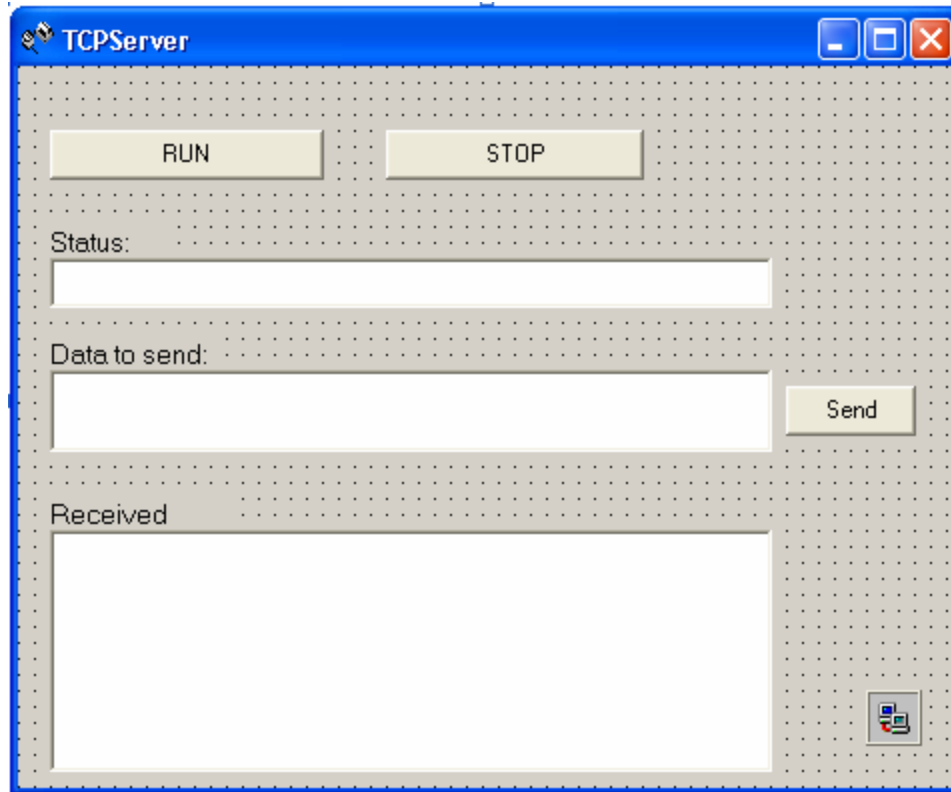 TCPServer
RUN STOP
Status:
Data to send:
Send
Received